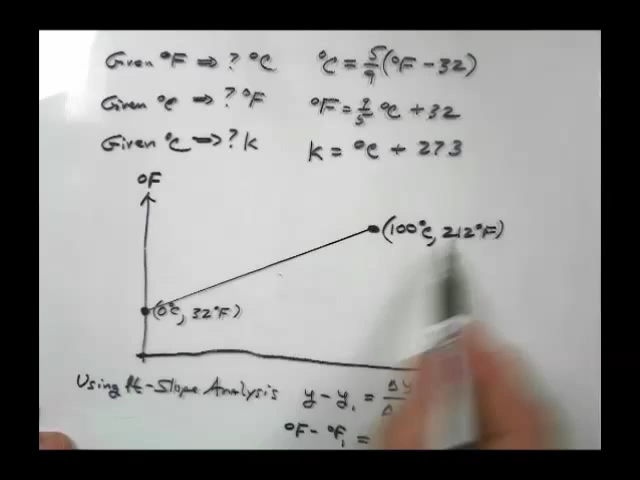 Given °F ⇒ ? °C °C = 5/9 (°F - 32)
Given °C ⇒ ? °F °F = 9/5 °C + 32
Given °C → ? k k = °C + 273
°F
(100°C, 212°F)
(0°C, 32°F)
Using Pt-Slope Analysis y - y₁ = Δy
°F - °F₁ =